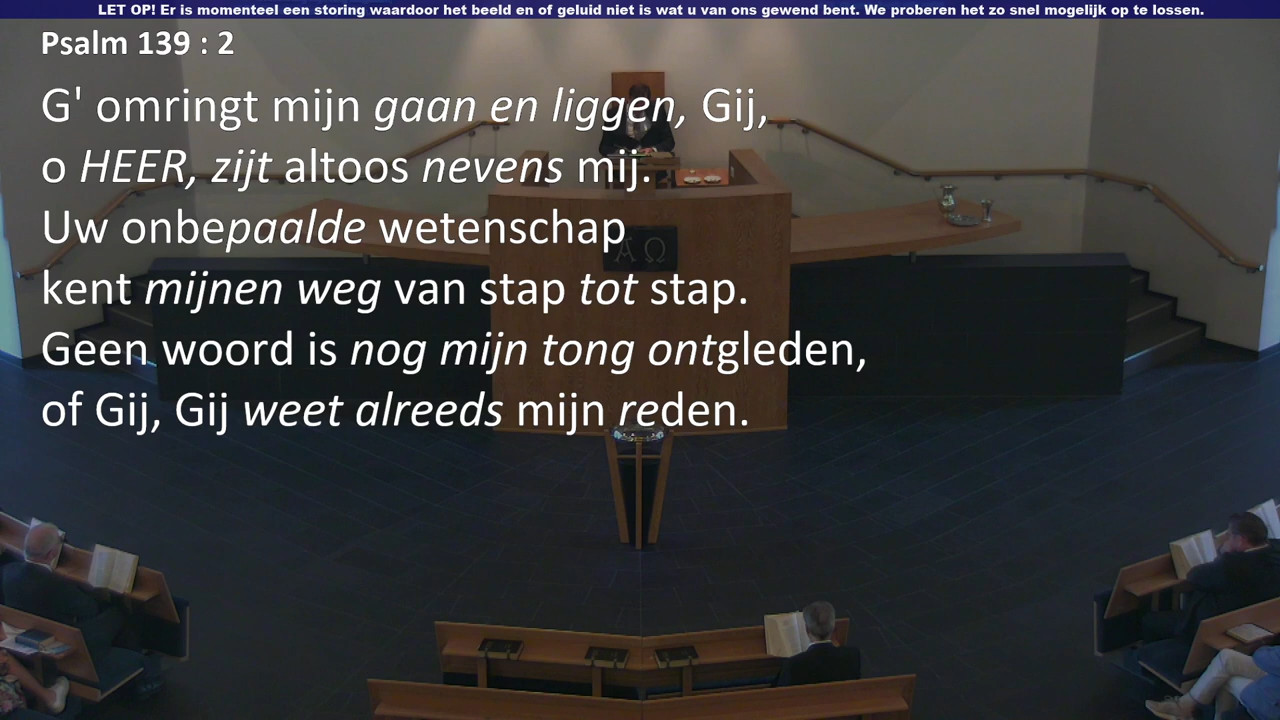 LET OP! Er is momenteel een storing waardoor het beeld en of geluid niet is wat u van ons gewend bent. We proberen het zo snel mogelijk op te lossen.
Psalm 139 : 2
G' omringt mijn gaan en liggen, Gij,
o HEER, zijt altoos nevens mij.
Uw onbepaalde wetenschap
kent mijnen weg van stap tot stap.
Geen woord is nog mijn tong ontgleden,
of Gij, Gij weet alreeds mijn reden.
Α Ω